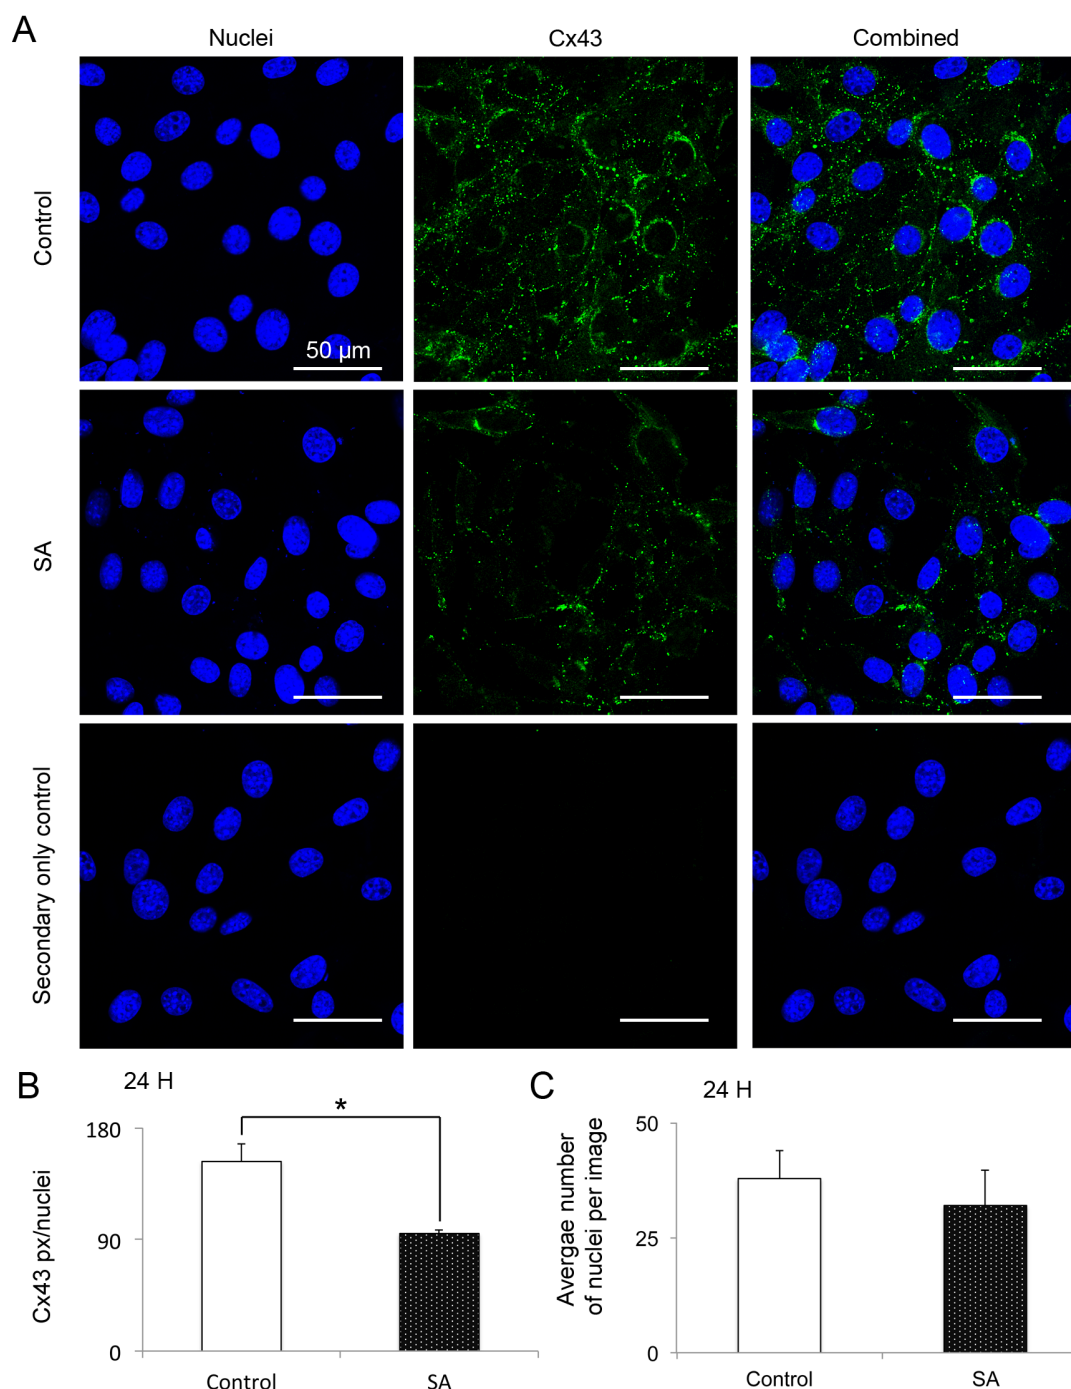 A
Nuclei
Cx43
Combined
Control
50 µm
SA
Secondary only control
B
24 H
*
Cx43 px/nuclei
180
90
0
Control
SA
C
24 H
Avergae number
of nuclei per image
50
25
0
Control
SA